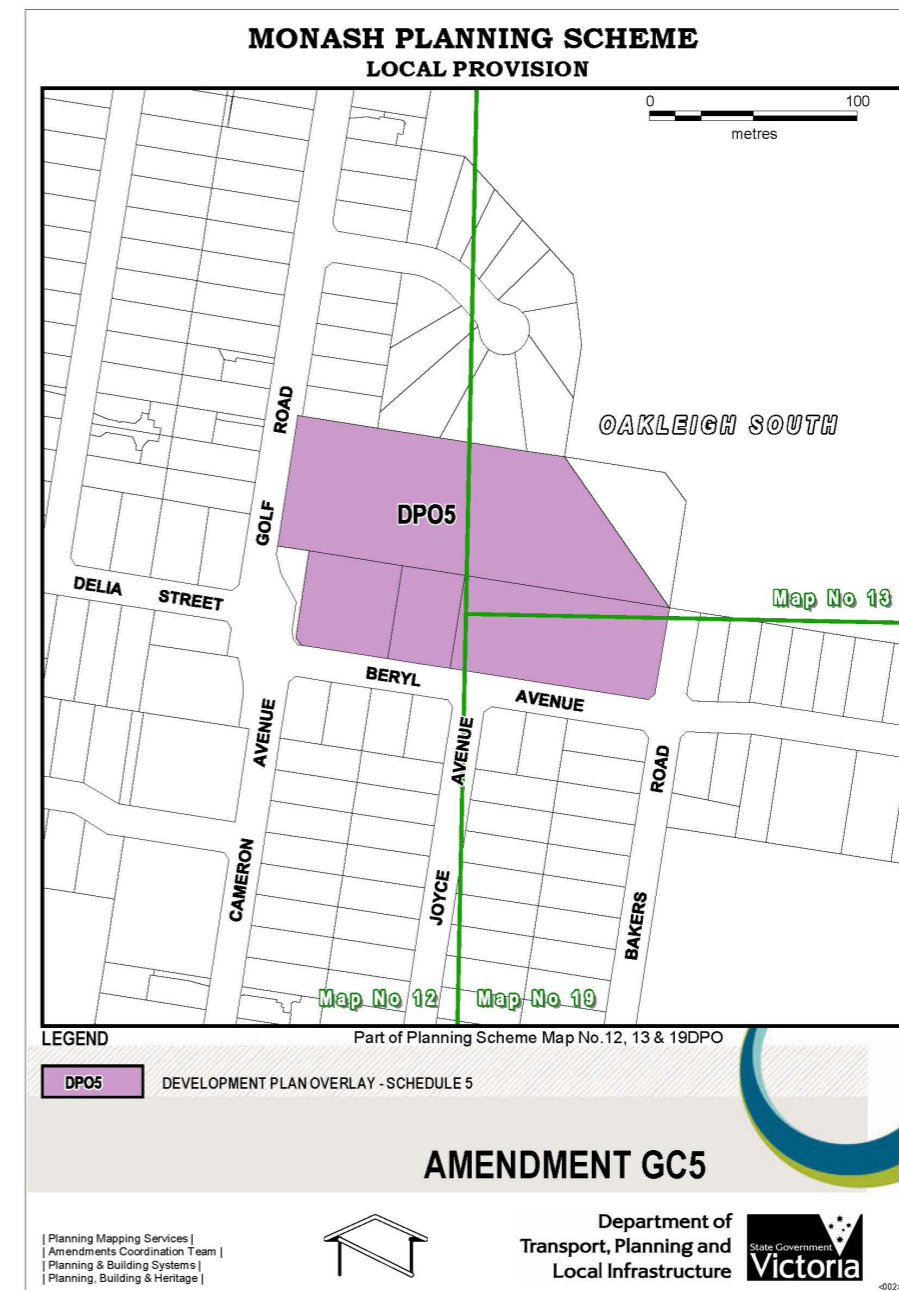 MONASH PLANNING SCHEME
LOCAL PROVISION
0 100
metres
OAKLEIGH SOUTH
ROAD
GOLF
DPO5
DELIA STREET
Map No 13
BERYL AVENUE
AVENUE
CAMERON
AVENUE
JOYCE
ROAD
BAKERS
Map No 12 Map No 19
LEGEND
Part of Planning Scheme Map No.12, 13 & 19DPO
DPO5 DEVELOPMENT PLAN OVERLAY - SCHEDULE 5
AMENDMENT GC5
| Planning Mapping Services |
| Amendments Coordination Team |
| Planning & Building Systems |
| Planning, Building & Heritage |
Department of
Transport, Planning and
Local Infrastructure
State Government
Victoria